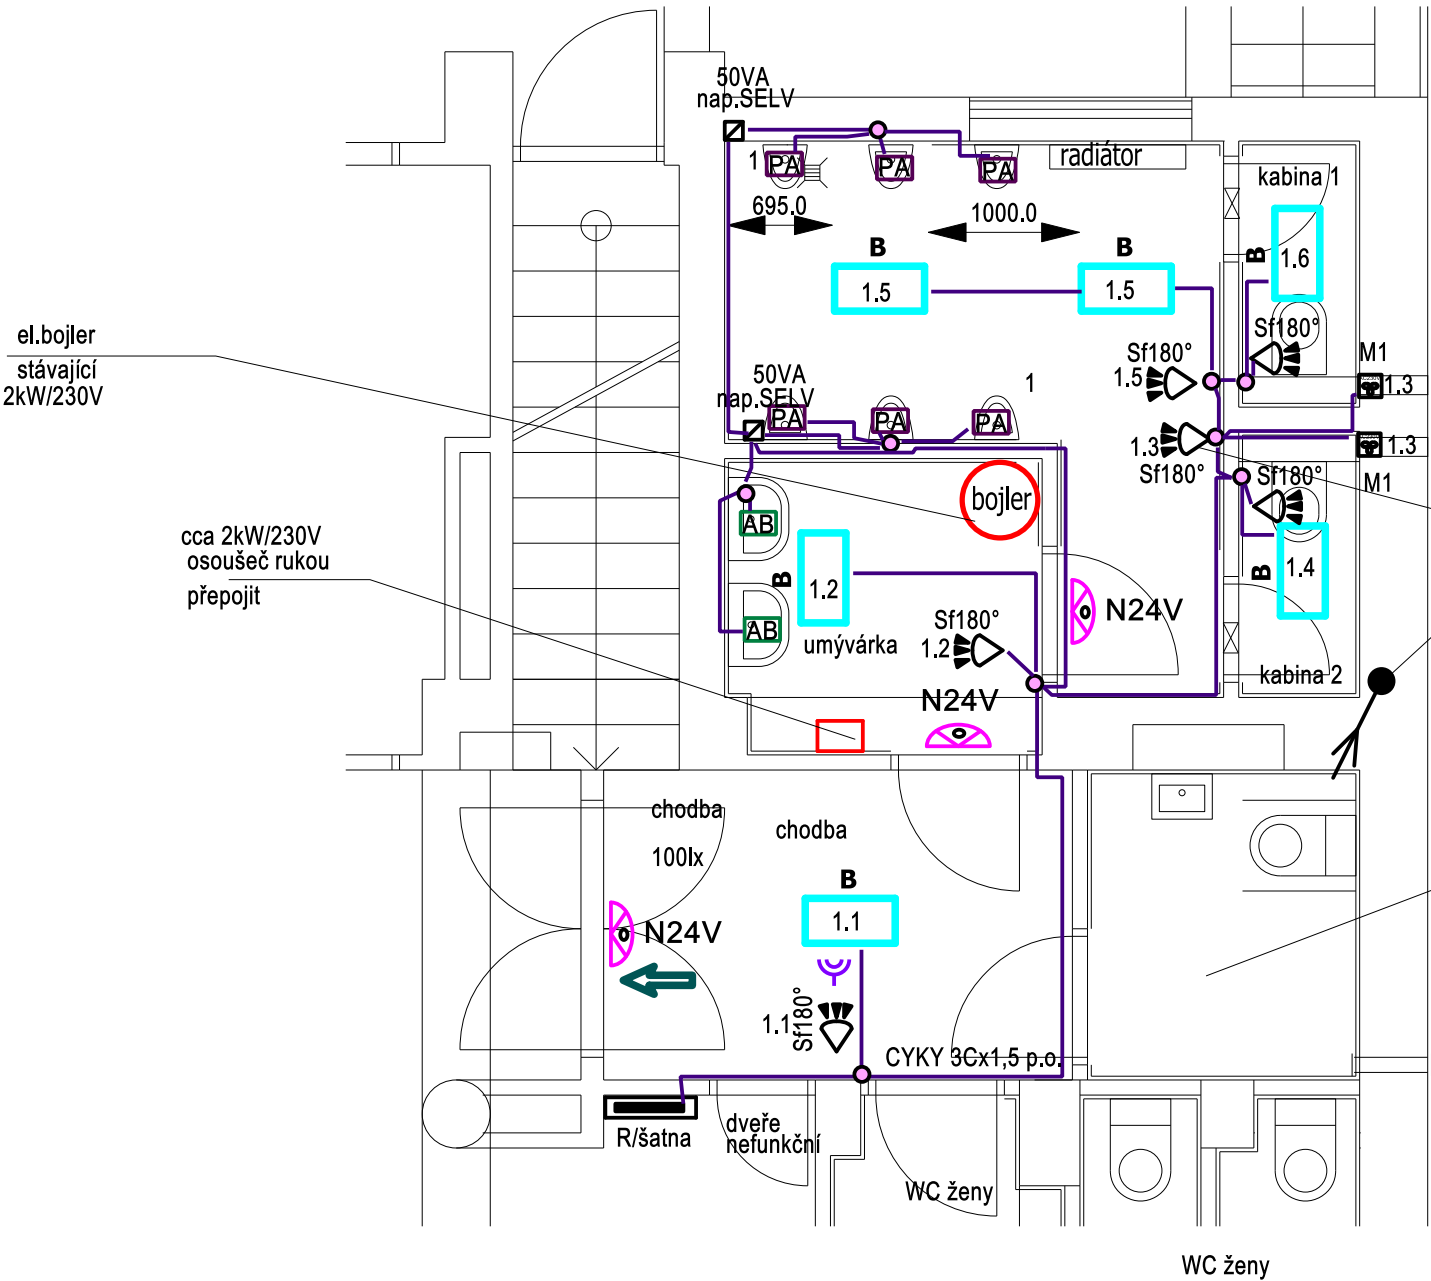 50VA
nap.SELV
1
PA
PA
PA
radiátor
kabina 1
695.0
1000.0
B
B
B
1.5
1.5
1.6
el.bojler
stávající
2kW/230V
Sf180°
Sf180°
1.5
M1
1.3
50VA
nap.SELV
1
PA
PA
PA
1.3
Sf180°
1.3
M1
Sf180°
bojler
cca 2kW/230V
osoušeč rukou
přepojit
AB
B
1.2
B
1.4
AB
umývárka
Sf180°
1.2
N24V
kabina 2
N24V
chodba
chodba
100lx
B
1.1
N24V
1.1
Sf180°
CYKY 3Cx1,5 p.o.
R/šatna
dveře
nefunkční
WC ženy
WC ženy